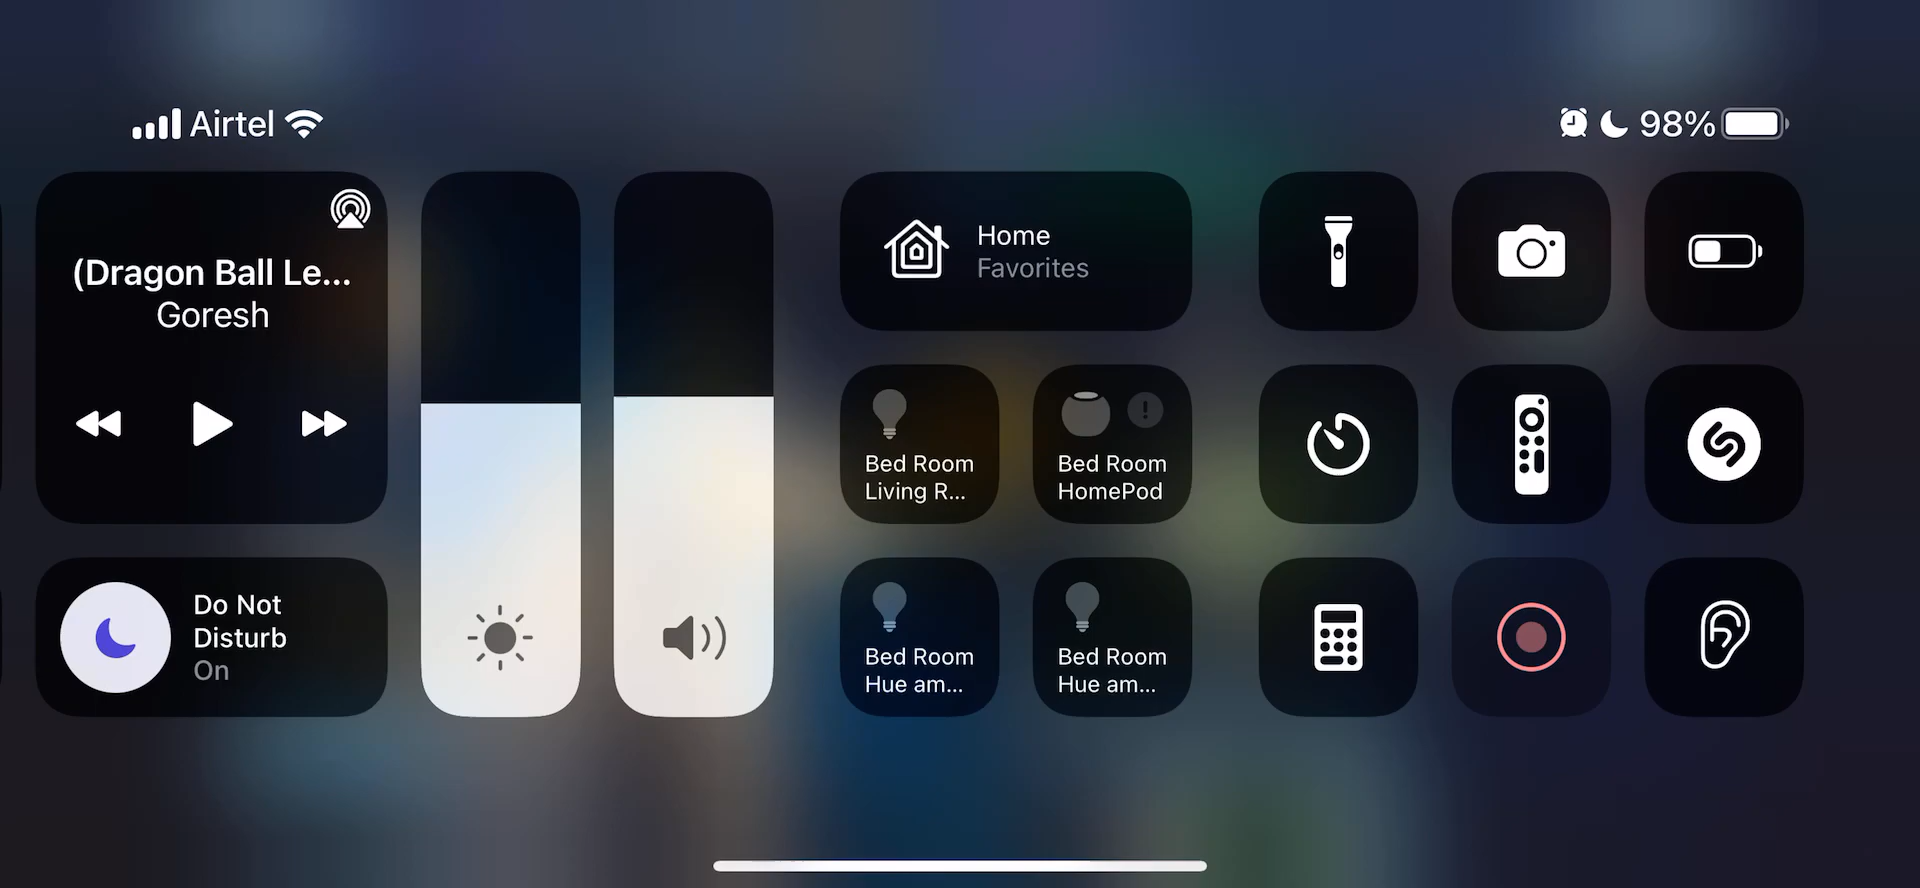 Airtel
98%
(Dragon Ball Le...
Goresh
Do Not
Disturb
On
Home
Favorites
Bed Room
Living R...
Bed Room
HomePod
Bed Room
Hue am...
Bed Room
Hue am...